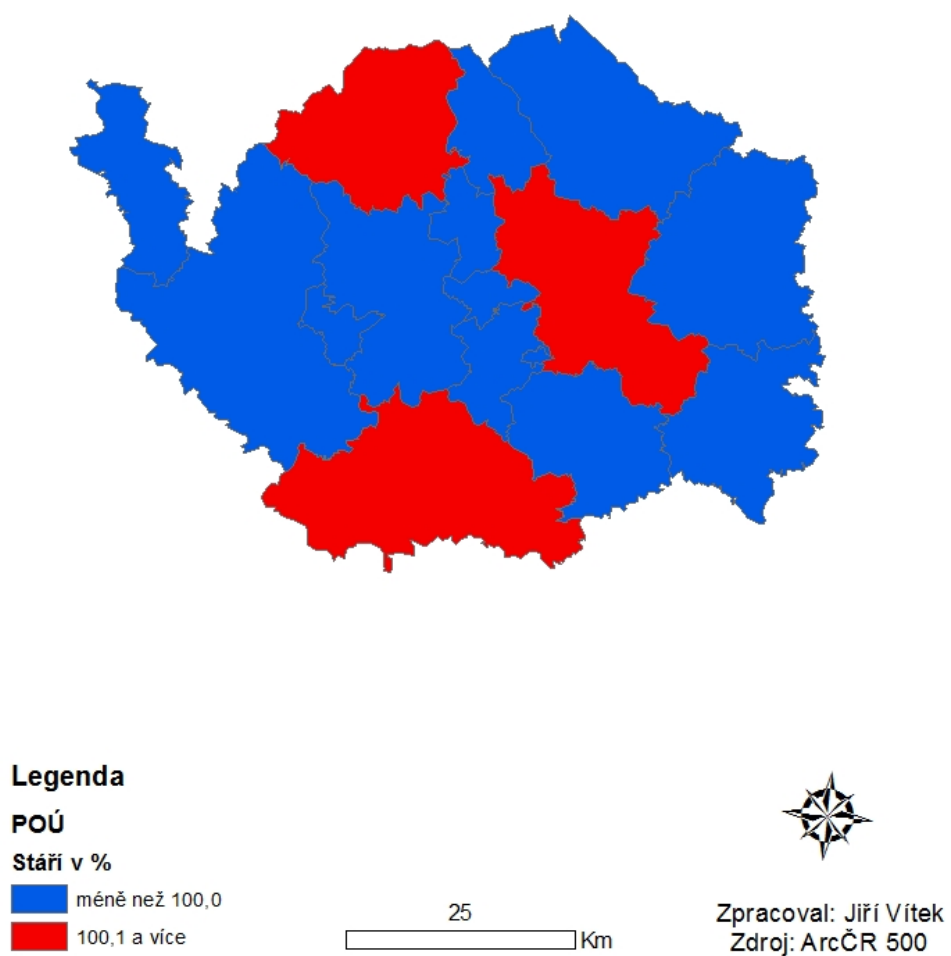 Legenda
POÚ
Stáří v %
méně než 100,0
100,1 a více
25
Km
Zpracoval: Jiří Vítek
Zdroj: ArcČR 500